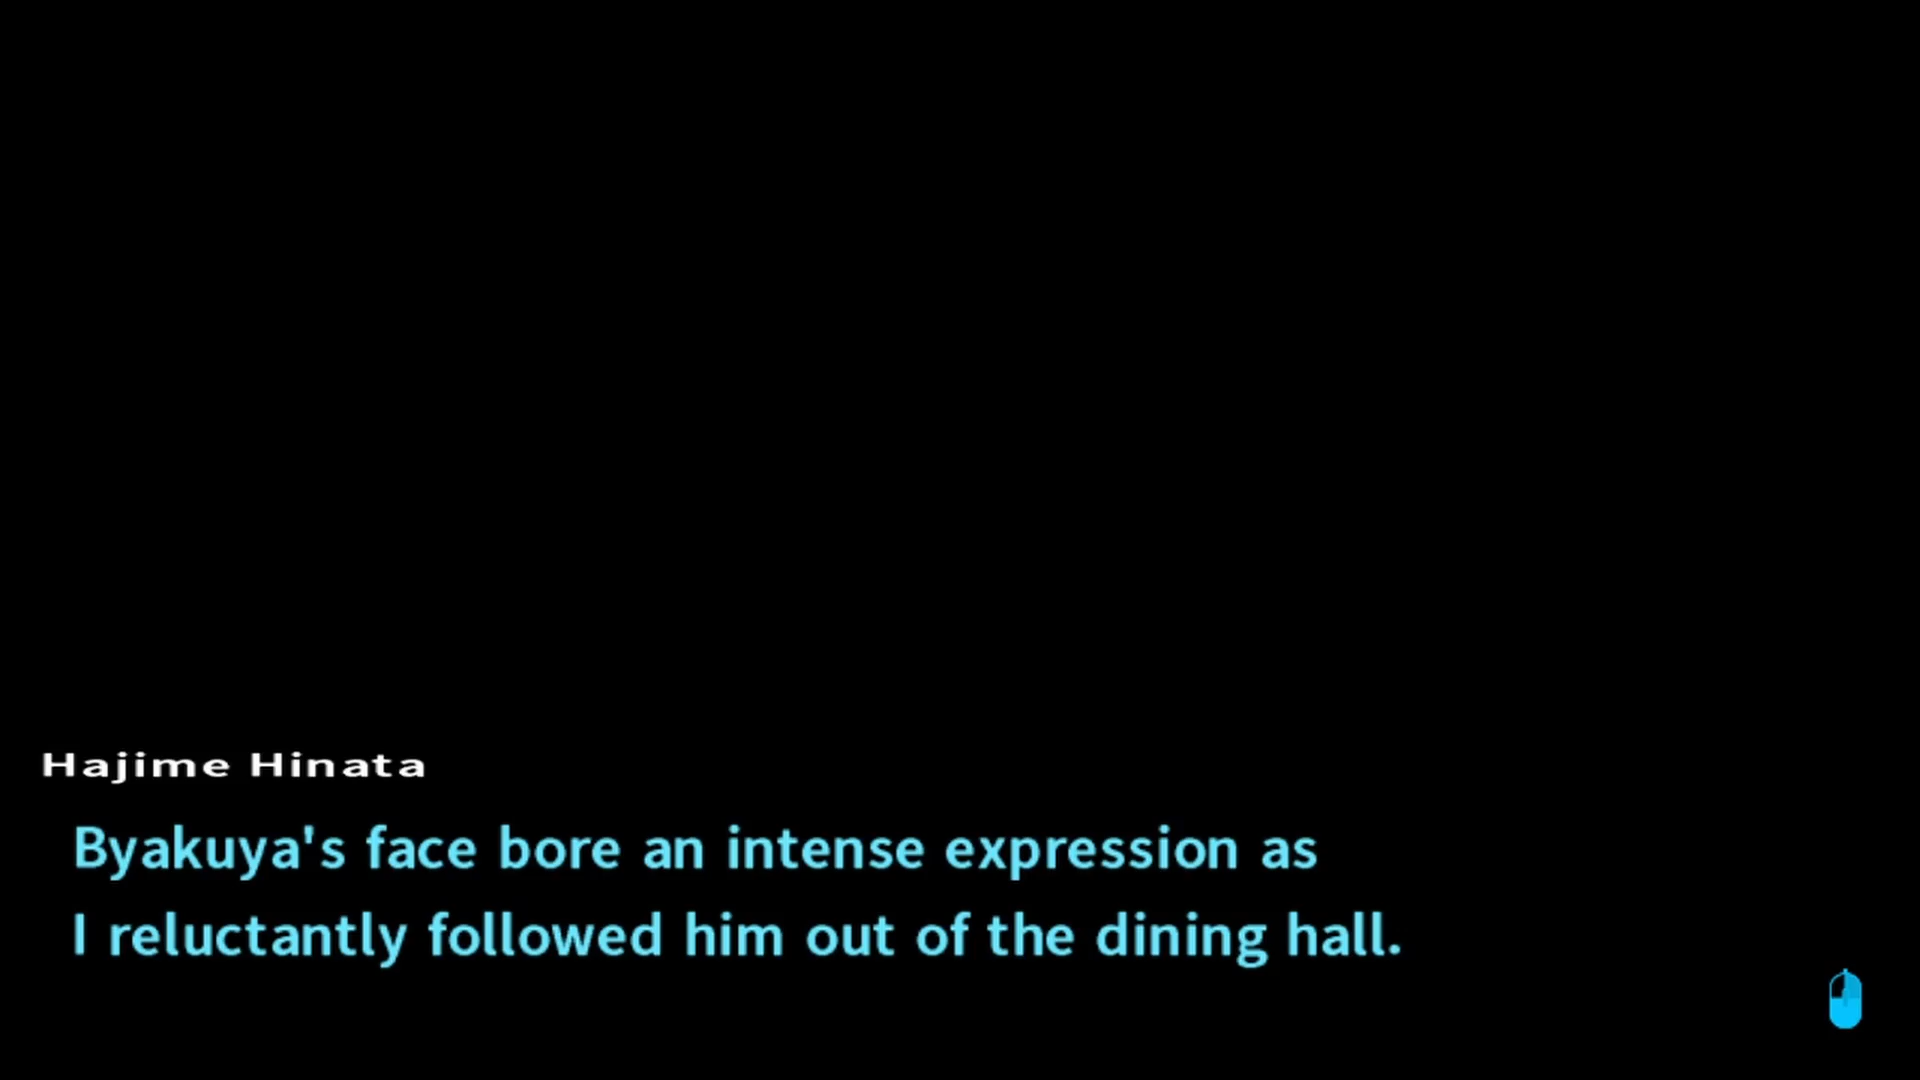 Hajime Hinata
Byakuya's face bore an intense expression as
I reluctantly followed him out of the dining hall.